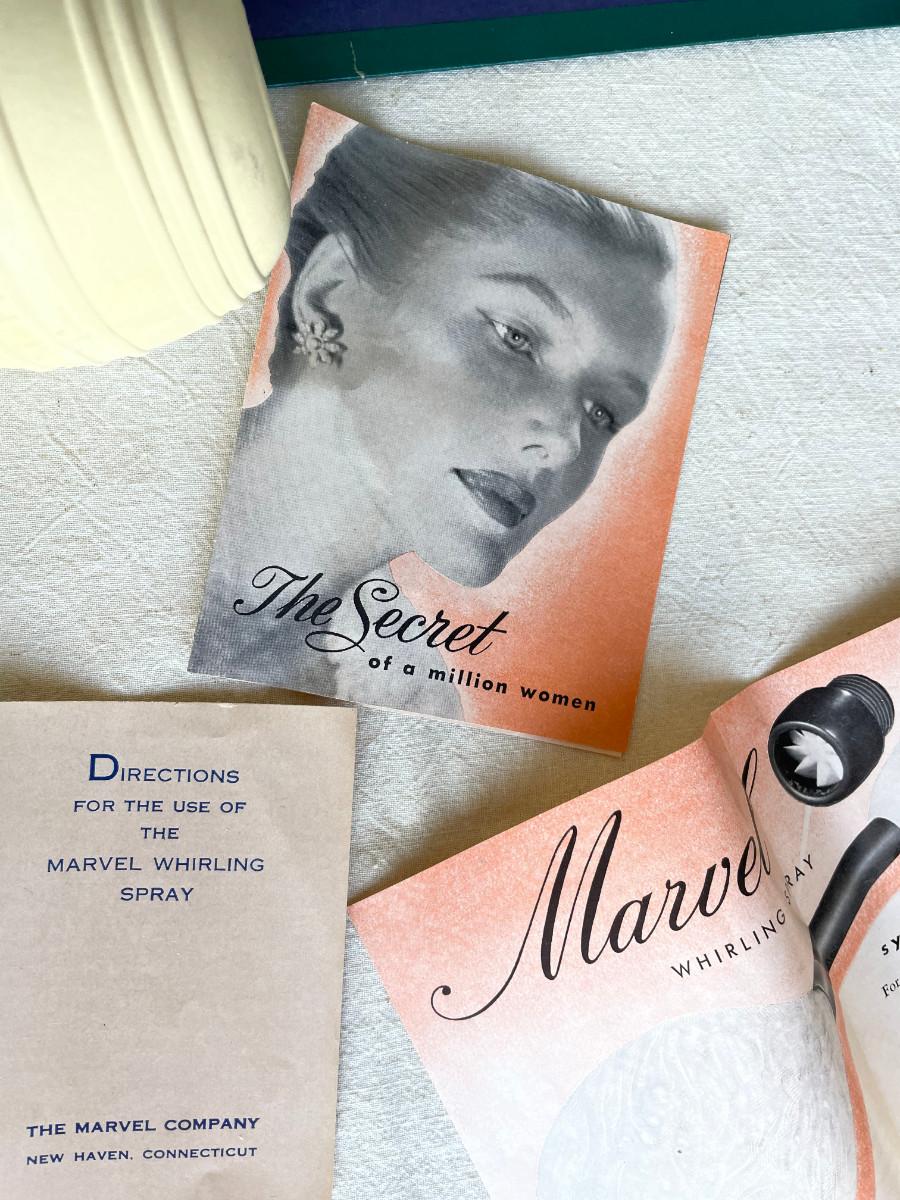 The Secret
of a million women
DIRECTIONS
FOR THE USE OF
THE
MARVEL WHIRLING
SPRAY
THE MARVEL COMPANY
NEW HAVEN, CONNECTICUT
Marvel
WHIRLING SPRAY